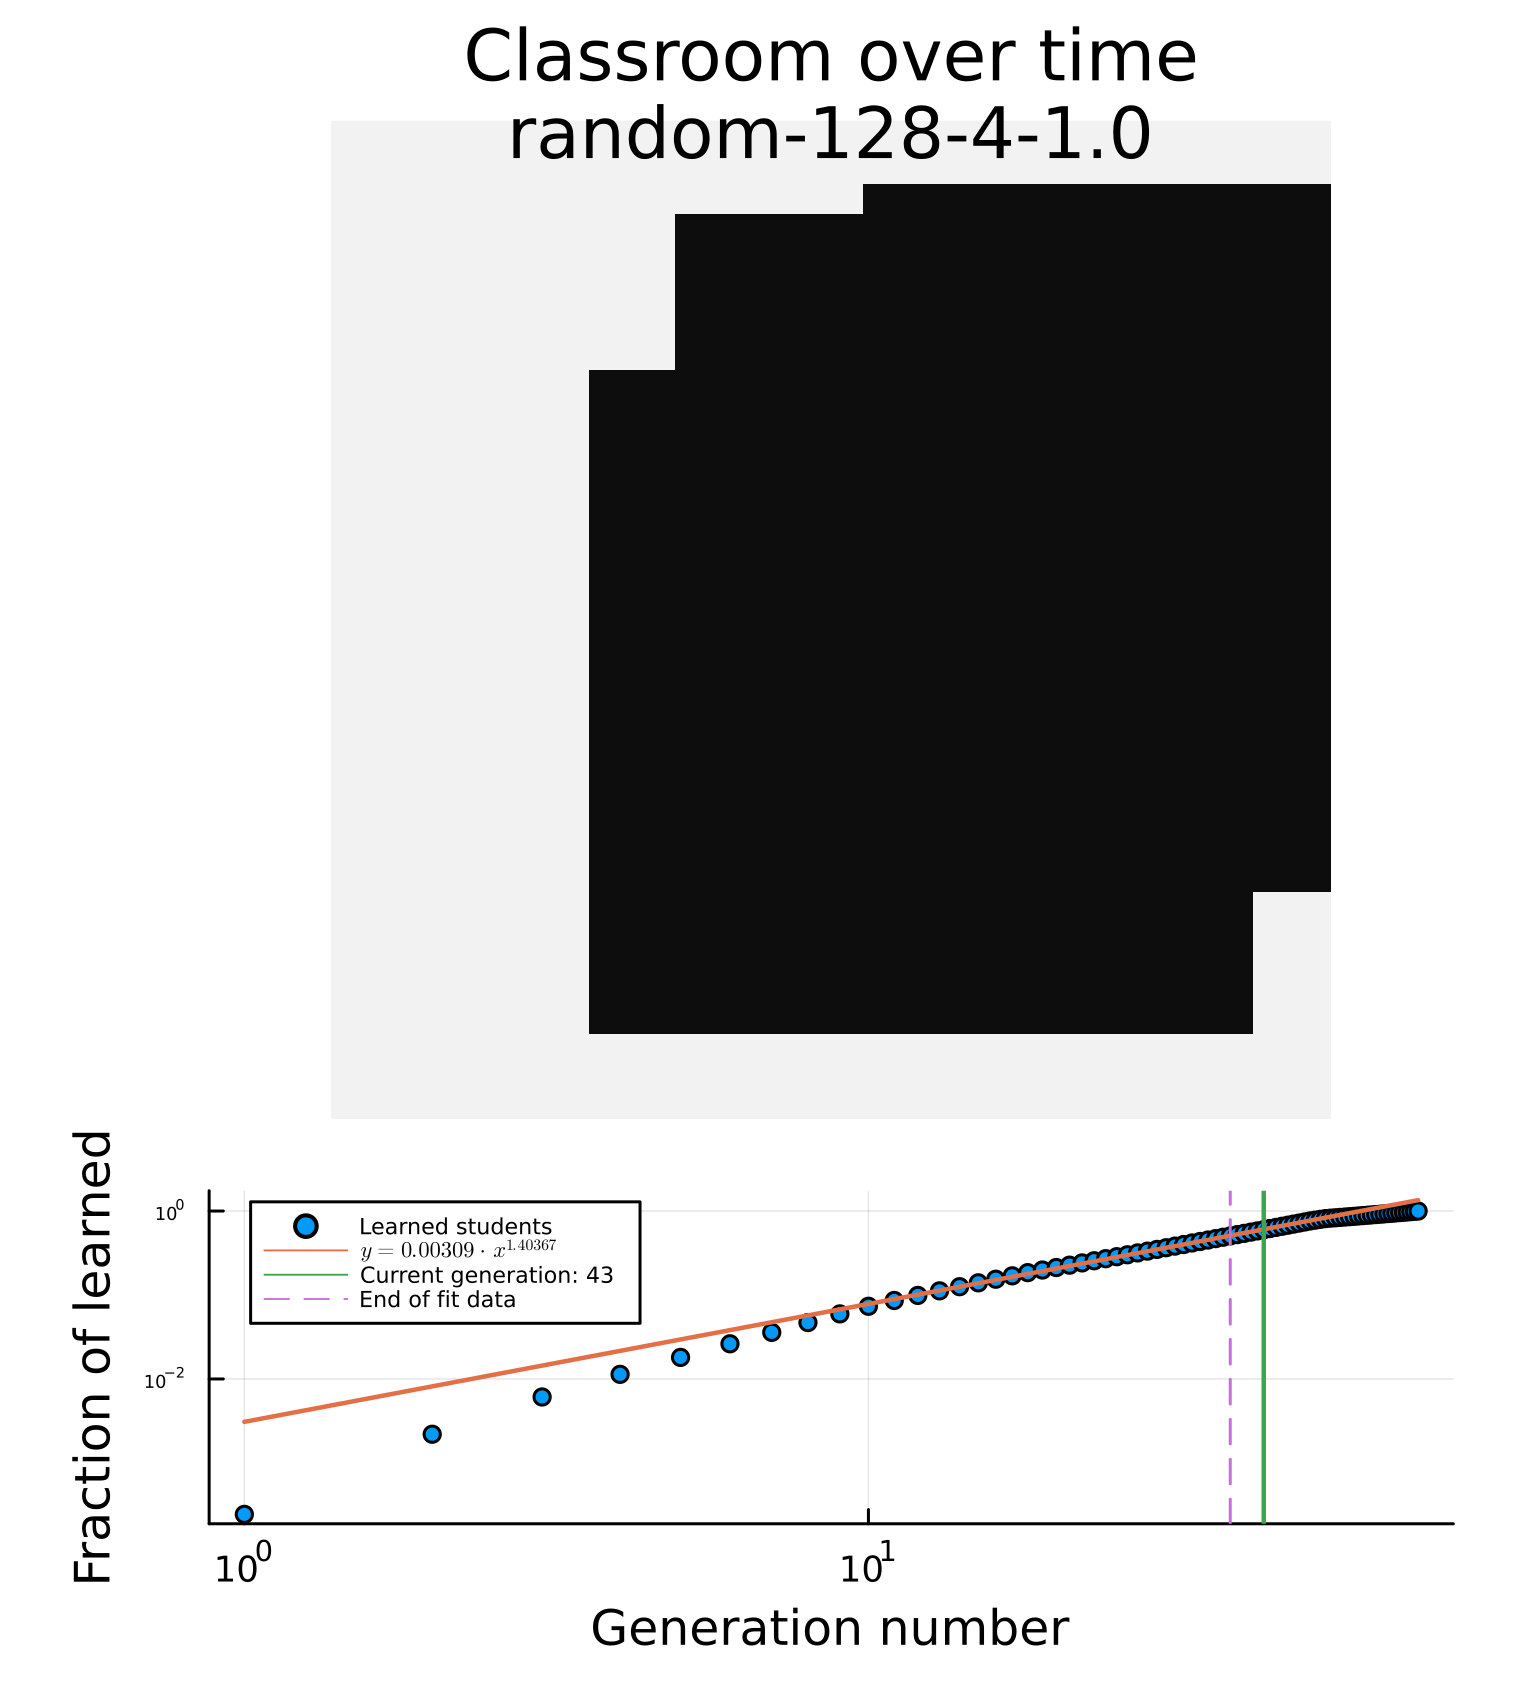 Classroom over time
random-128-4-1.0
Fraction of learned
10^0
10^-2
Learned students
y = 0.00309 · x^1.40367
Current generation: 43
End of fit data
10^0
10^1
Generation number